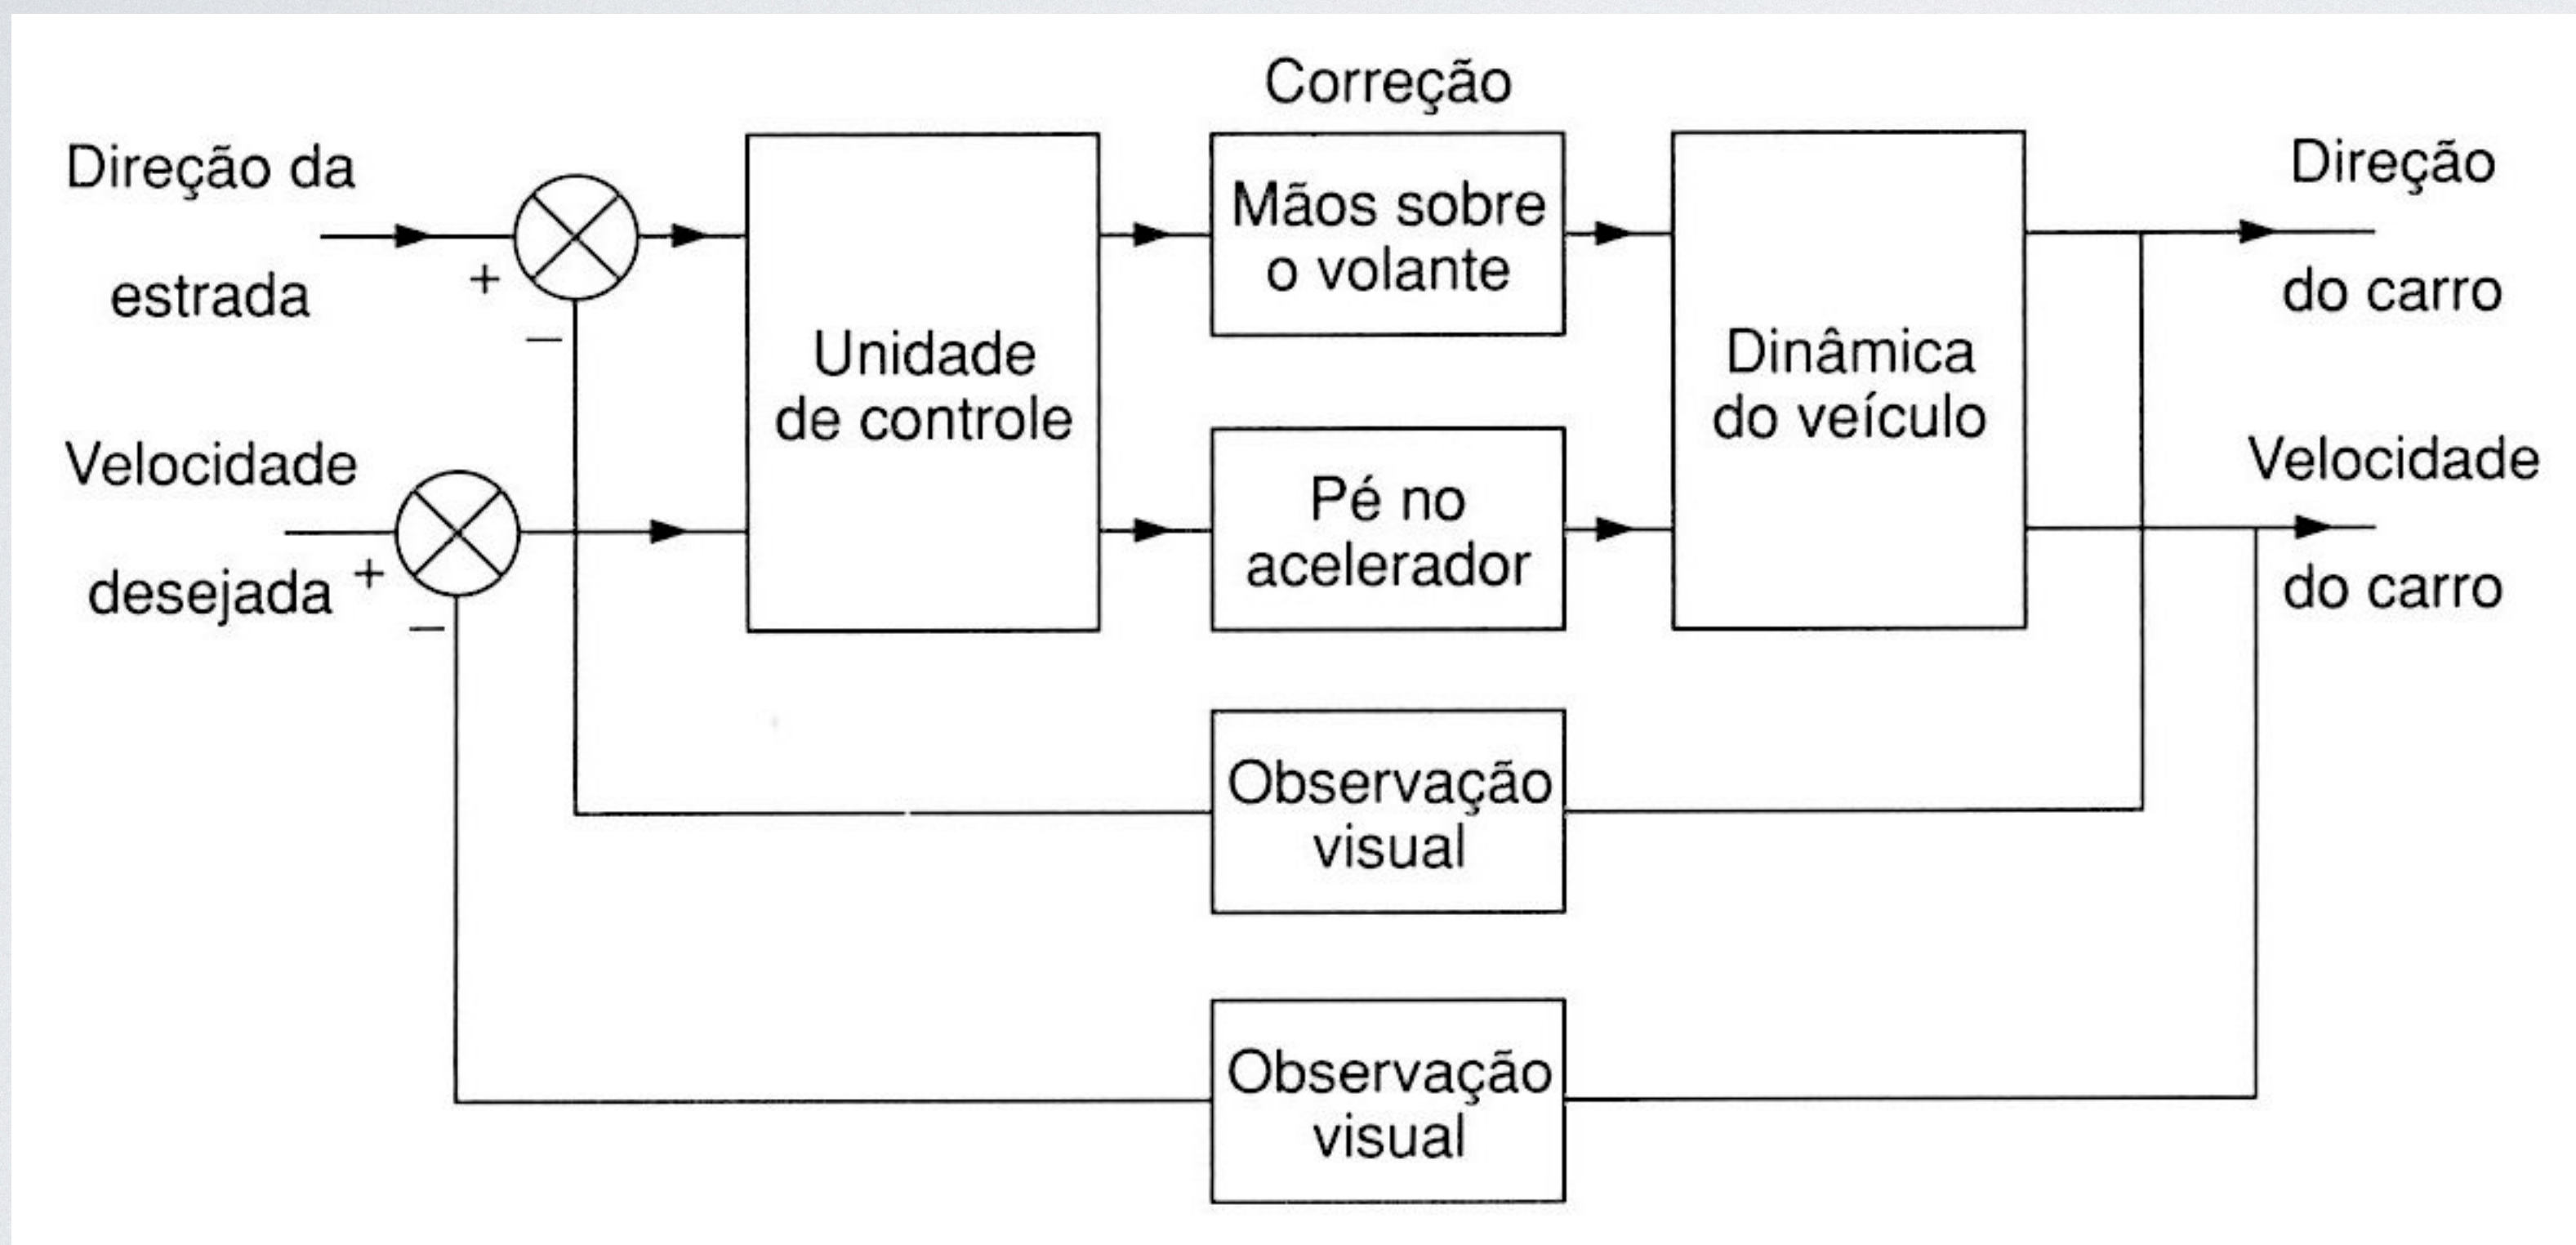 Correção
Direção da
estrada
+
−
Velocidade
desejada
+
−
Unidade
de controle
Mãos sobre
o volante
Pé no
acelerador
Dinâmica
do veículo
Direção
do carro
Velocidade
do carro
Observação
visual
Observação
visual